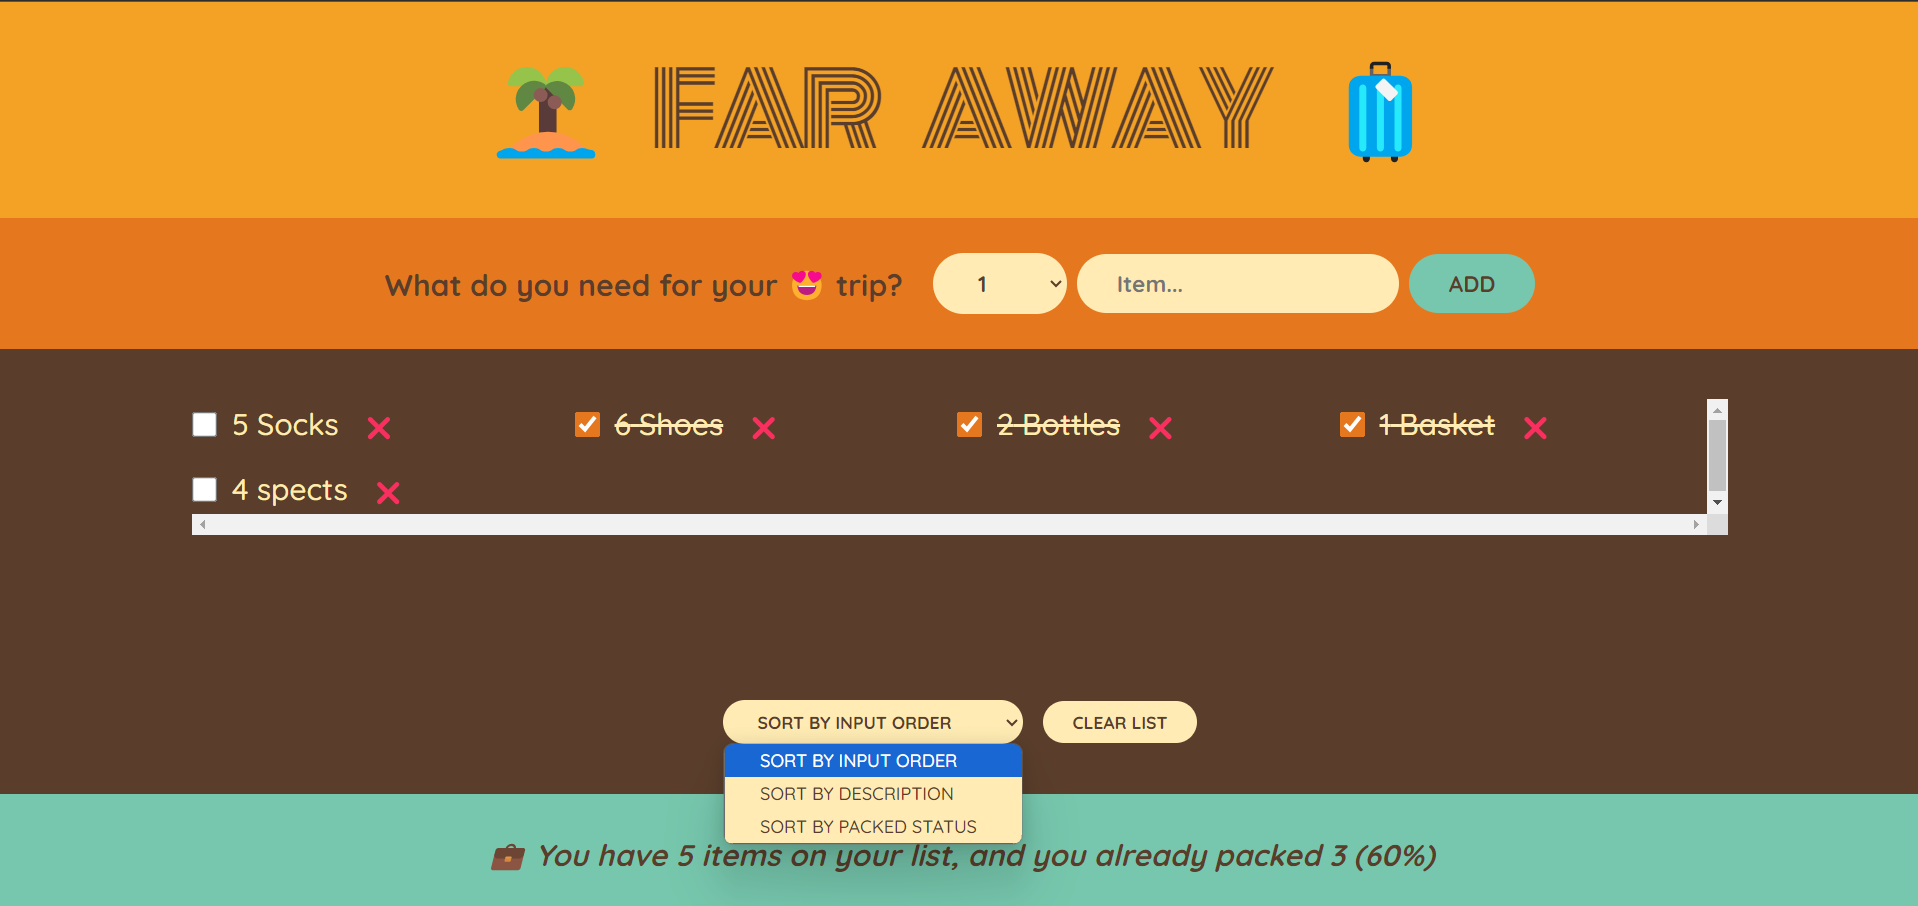 FAR AWAY
What do you need for your 😍 trip? 1 Item... ADD
5 Socks ❌ 6 Shoes ❌ 2 Bottles ❌ 1 Basket ❌
4 spects ❌
SORT BY INPUT ORDER CLEAR LIST
SORT BY INPUT ORDER
SORT BY DESCRIPTION
SORT BY PACKED STATUS
💼 You have 5 items on your list, and you already packed 3 (60%)